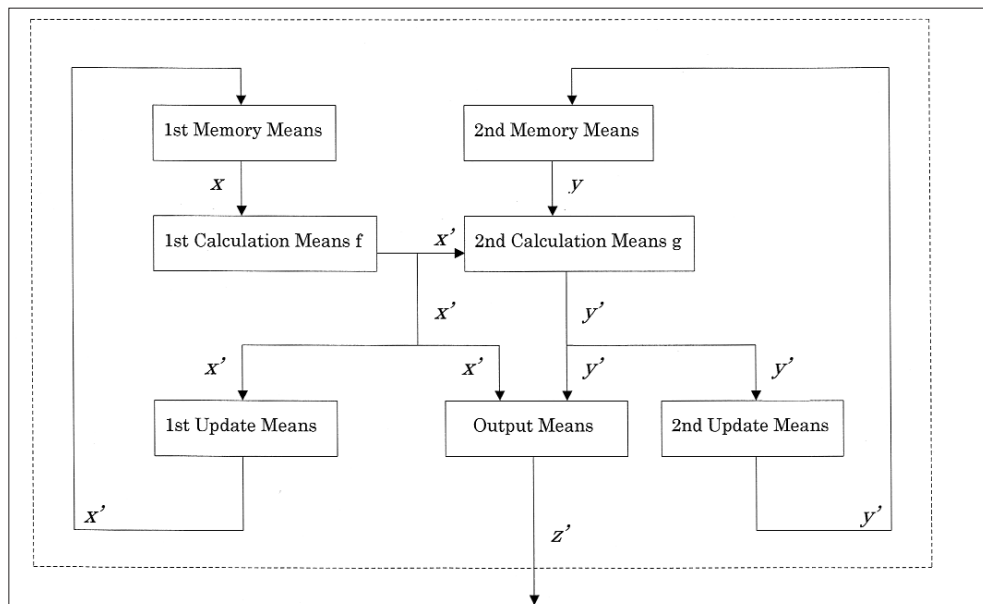 1st Memory Means
2nd Memory Means
x
y
1st Calculation Means f
x'
2nd Calculation Means g
x'
y'
x'
x'
y'
y'
1st Update Means
Output Means
2nd Update Means
x'
y'
z'